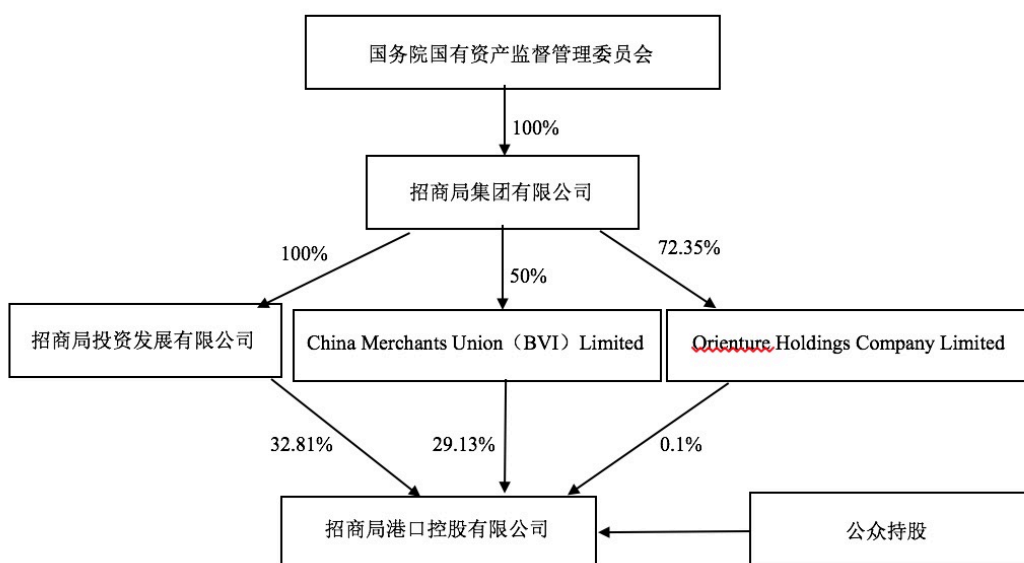 国务院国有资产监督管理委员会
100%
招商局集团有限公司
100%
50%
72.35%
招商局投资发展有限公司
China Merchants Union（BVI）Limited
Orienture Holdings Company Limited
32.81%
29.13%
0.1%
招商局港口控股有限公司
公众持股